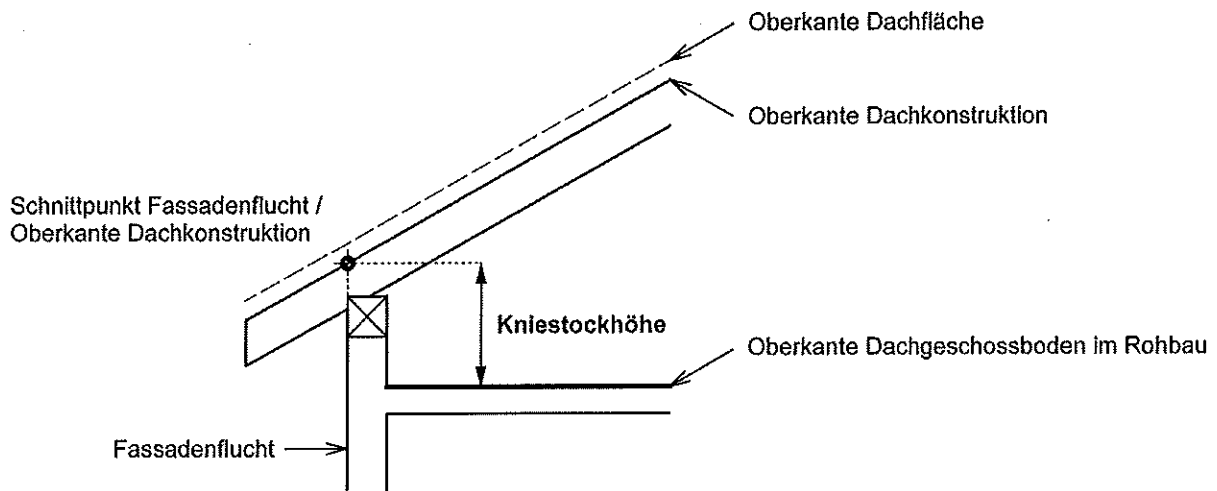 Oberkante Dachfläche
Oberkante Dachkonstruktion
Schnittpunkt Fassadenflucht /
Oberkante Dachkonstruktion
Kniestockhöhe
Oberkante Dachgeschossboden im Rohbau
Fassadenflucht